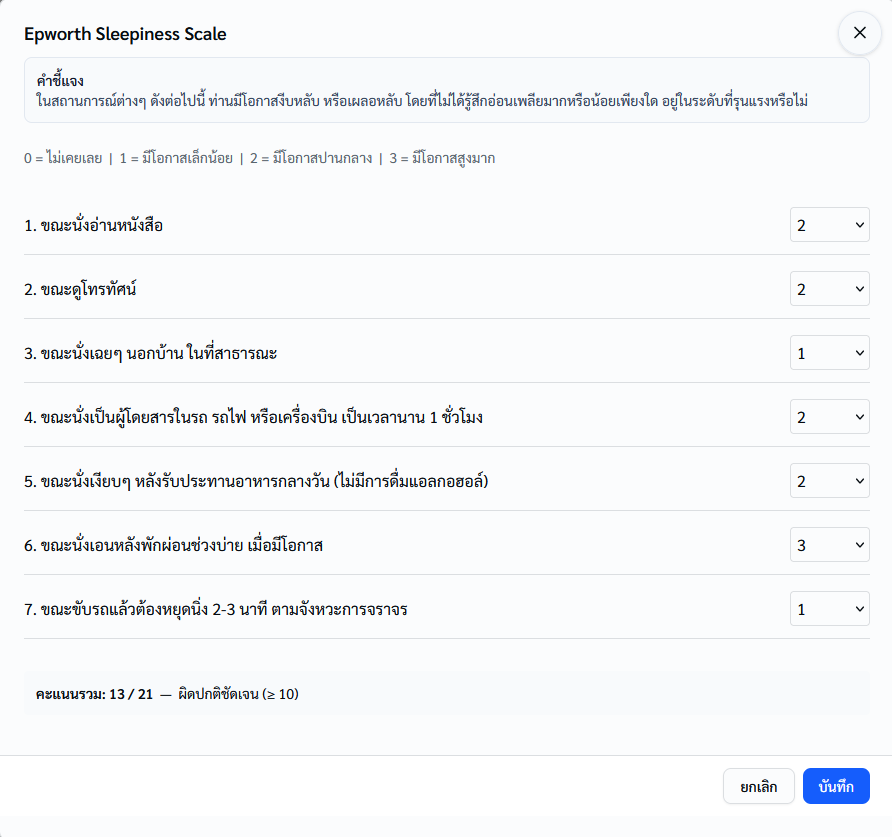 Epworth Sleepiness Scale
คำชี้แจง
ในสถานการณ์ต่างๆ ดังต่อไปนี้ ท่านมีโอกาสงีบหลับ หรือเผลอหลับ โดยที่ไม่ได้รู้สึกอ่อนเพลียมากหรือน้อยเพียงใด อยู่ในระดับที่รุนแรงหรือไม่
0 = ไม่เคยเลย | 1 = มีโอกาสเล็กน้อย | 2 = มีโอกาสปานกลาง | 3 = มีโอกาสสูงมาก
1. ขณะนั่งอ่านหนังสือ 2
2. ขณะดูโทรทัศน์ 2
3. ขณะนั่งเฉยๆ นอกบ้าน ในที่สาธารณะ 1
4. ขณะนั่งเป็นผู้โดยสารในรถ รถไฟ หรือเครื่องบิน เป็นเวลานาน 1 ชั่วโมง 2
5. ขณะนั่งเงียบๆ หลังรับประทานอาหารกลางวัน (ไม่มีการดื่มแอลกอฮอล์) 2
6. ขณะนั่งเอนหลังพักผ่อนช่วงบ่าย เมื่อมีโอกาส 3
7. ขณะขับรถแล้วต้องหยุดนิ่ง 2-3 นาที ตามจังหวะการจราจร 1
คะแนนรวม: 13 / 21 — ผิดปกติชัดเจน (≥ 10)
ยกเลิก บันทึก